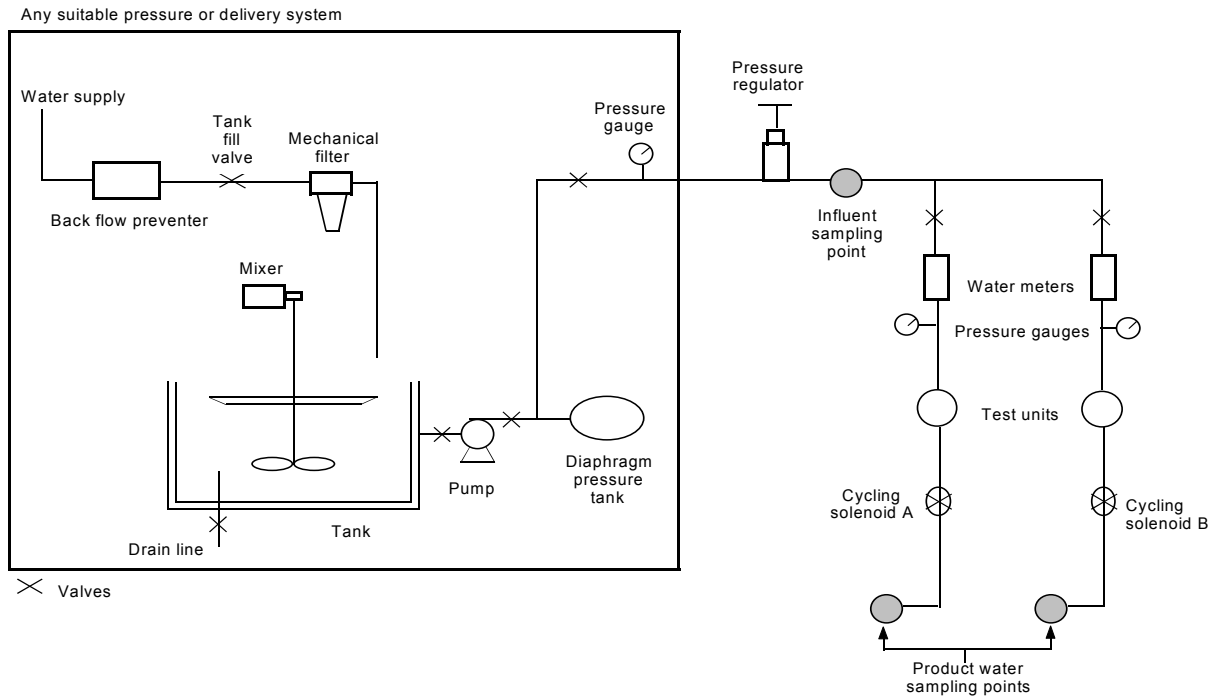 Any suitable pressure or delivery system
Water supply
Tank
fill
valve
Mechanical
filter
Back flow preventer
Pressure
gauge
Pressure
regulator
Influent
sampling
point
Mixer
Water meters
Pressure gauges
Test units
Diaphragm
pressure
tank
Pump
Tank
Drain line
Cycling
solenoid A
Cycling
solenoid B
Valves
Product water
sampling points